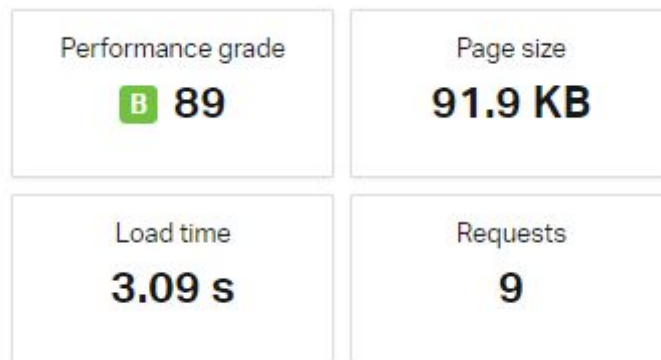 Performance grade
B 89
Page size
91.9 KB
Load time
3.09 s
Requests
9